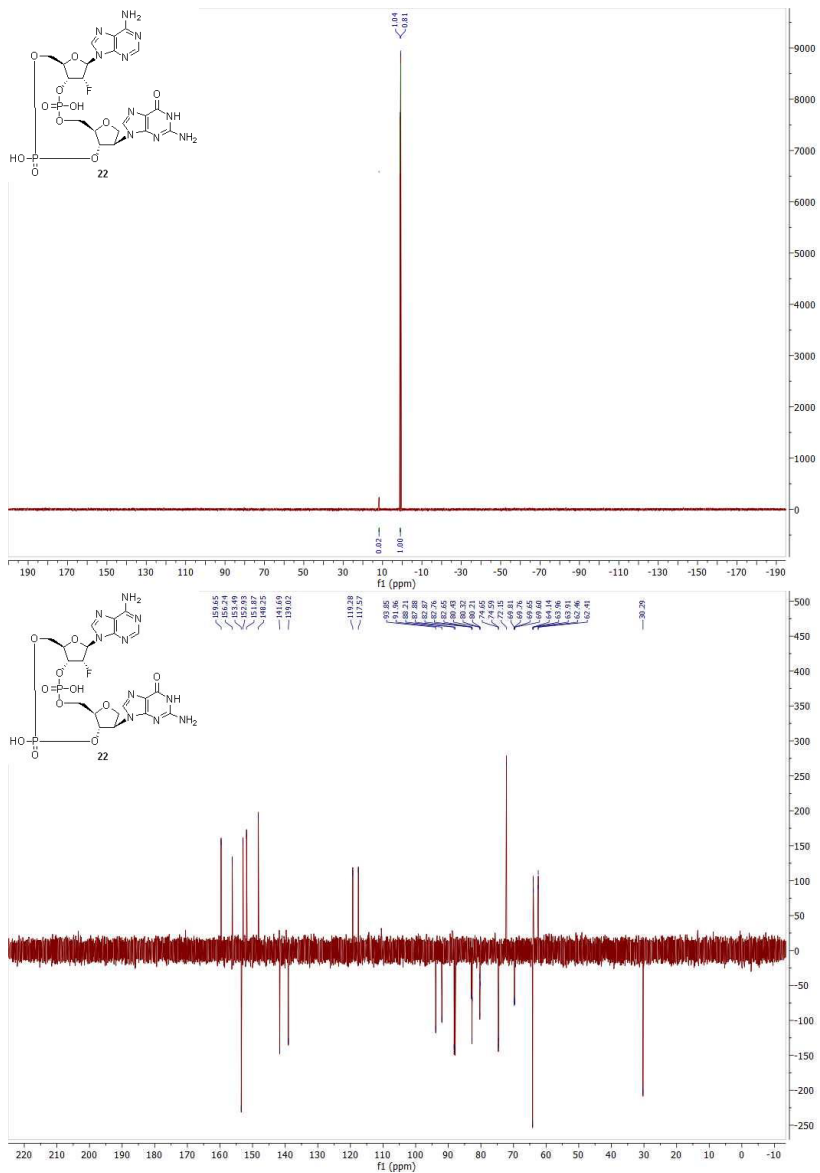 NH2
N
N
N
N
O
O
F
O
O=P-OH
O
O
O
N
N
NH
N
NH2
HO-P
O
O
22
1.04
0.81
9000
8000
7000
6000
5000
4000
3000
2000
1000
0
0.02
1.00
190 170 150 130 110 90 70 50 30 10 -10 -30 -50 -70 -90 -110 -130 -150 -170 -190
f1 (ppm)
159.65
156.24
153.49
152.93
151.87
148.25
141.69
139.02
119.28
117.57
93.85
91.96
88.21
87.88
82.87
82.76
82.65
80.43
80.32
80.21
74.65
74.59
72.15
69.81
69.76
69.65
69.60
64.14
63.96
63.91
62.46
62.41
30.29
NH2
N
N
N
N
O
O
F
O
O=P-OH
O
O
O
N
N
NH
N
NH2
HO-P
O
O
22
500
450
400
350
300
250
200
150
100
50
0
-50
-100
-150
-200
-250
220 210 200 190 180 170 160 150 140 130 120 110 100 90 80 70 60 50 40 30 20 10 0 -10
f1 (ppm)